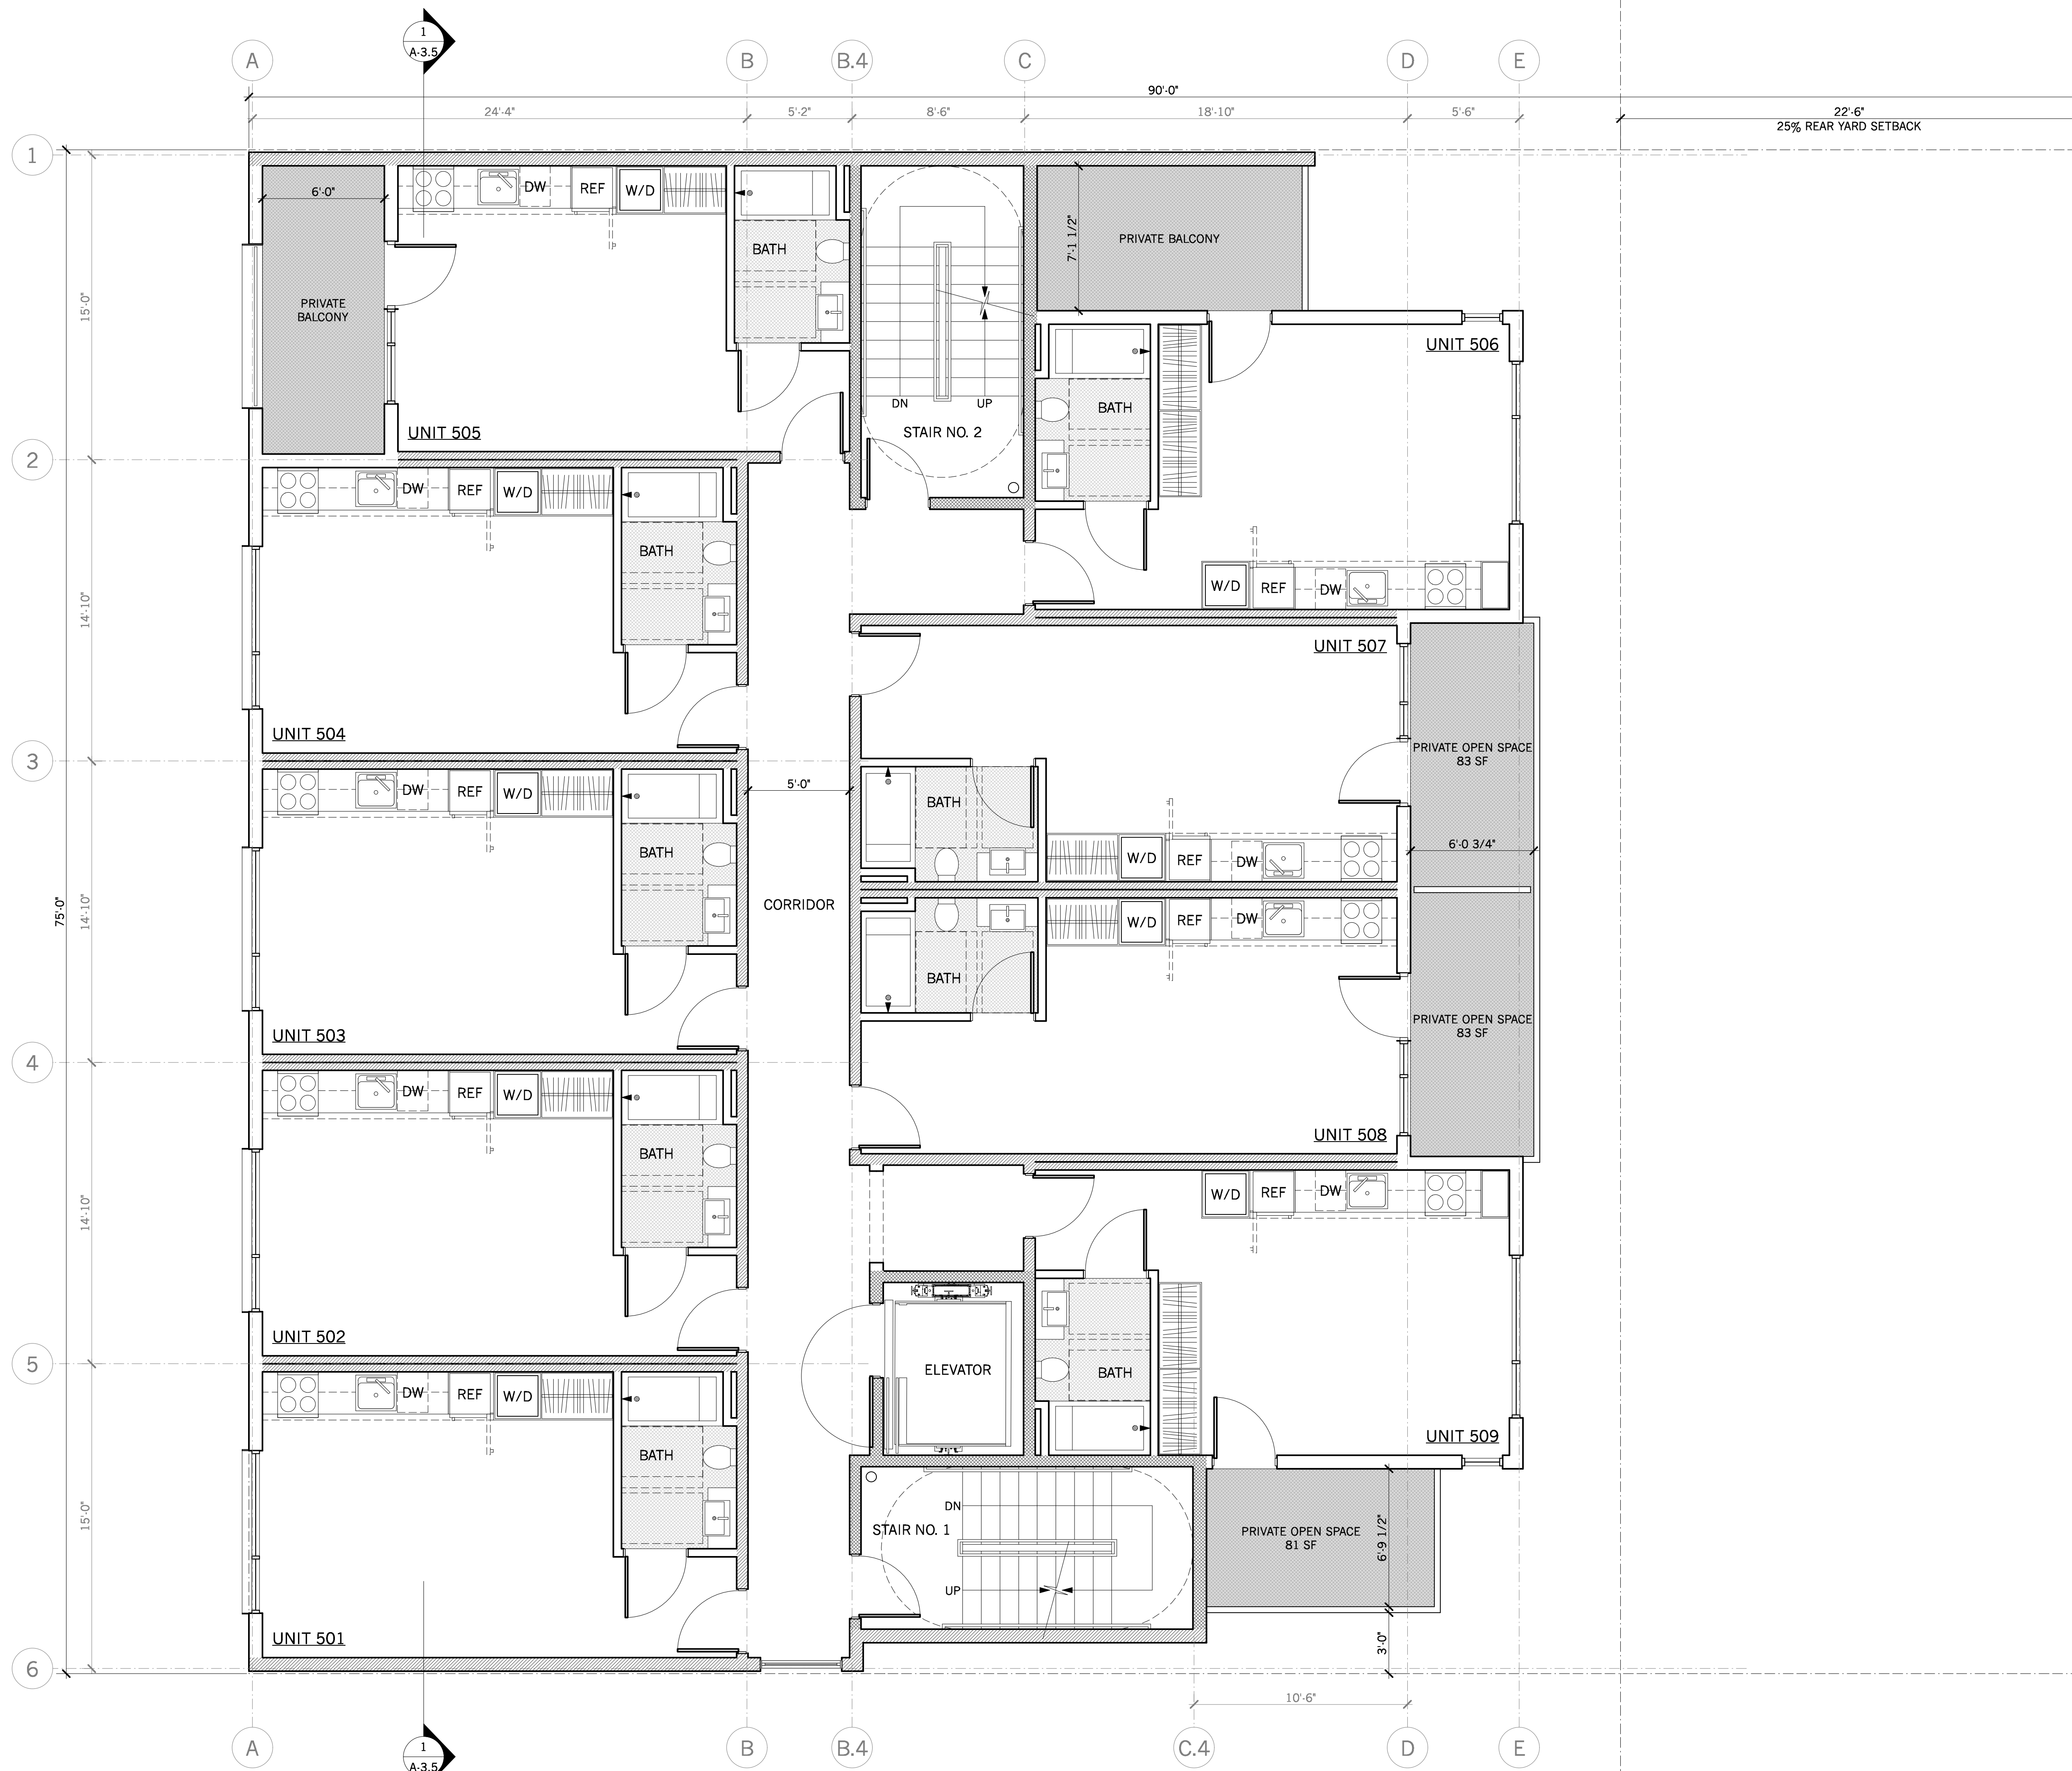 1
A-3.5
A
B
B.4
C
D
E
90'-0"
24'-4"
5'-2"
8'-6"
18'-10"
5'-6"
22'-6"
25% REAR YARD SETBACK
1
6'-0"
DW
REF
W/D
BATH
7'-1 1/2"
PRIVATE BALCONY
15'-0"
PRIVATE
BALCONY
UNIT 506
DN
UP
BATH
UNIT 505
STAIR NO. 2
2
DW
REF
W/D
BATH
W/D
REF
DW
14'-10"
UNIT 507
UNIT 504
PRIVATE OPEN SPACE
83 SF
3
5'-0"
DW
REF
W/D
BATH
BATH
6'-0 3/4"
W/D
REF
DW
75'-0"
14'-10"
CORRIDOR
W/D
REF
DW
BATH
PRIVATE OPEN SPACE
83 SF
UNIT 503
4
DW
REF
W/D
UNIT 508
BATH
W/D
REF
DW
14'-10"
UNIT 502
5
ELEVATOR
BATH
DW
REF
W/D
UNIT 509
BATH
DN
15'-0"
STAIR NO. 1
PRIVATE OPEN SPACE
81 SF
6'-9 1/2"
UP
UNIT 501
3'-0"
6
10'-6"
A
1
A-3.5
B
B.4
C.4
D
E